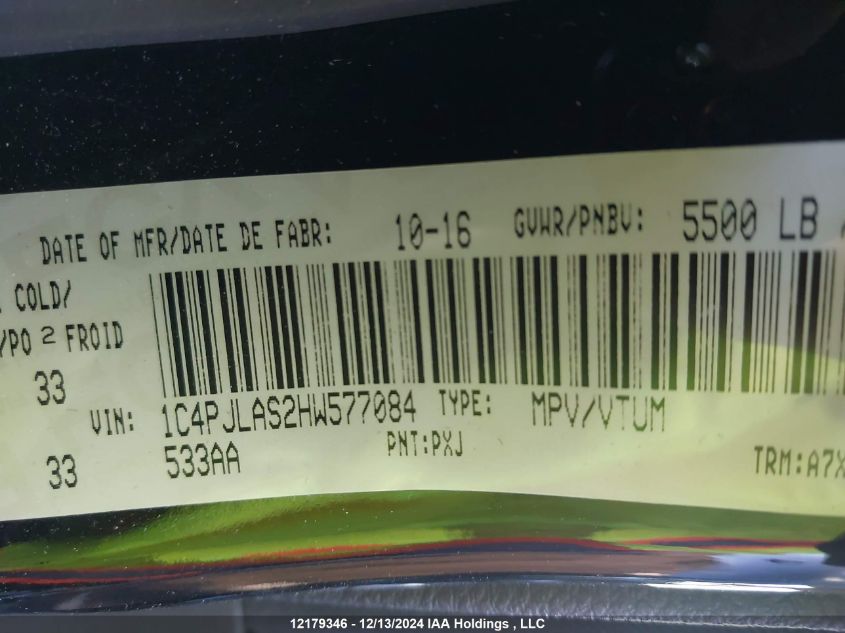 DATE OF MFR/DATE DE FABR: 10-16 GVWR/PNBV: 5500 LB
COLD/
/PO 2 FROID
33
VIN: 1C4PJLAS2HW577084 TYPE: MPV/VTUM
33 533AA PNT:PXJ TRM:A7X
12179346 - 12/13/2024 IAA Holdings , LLC